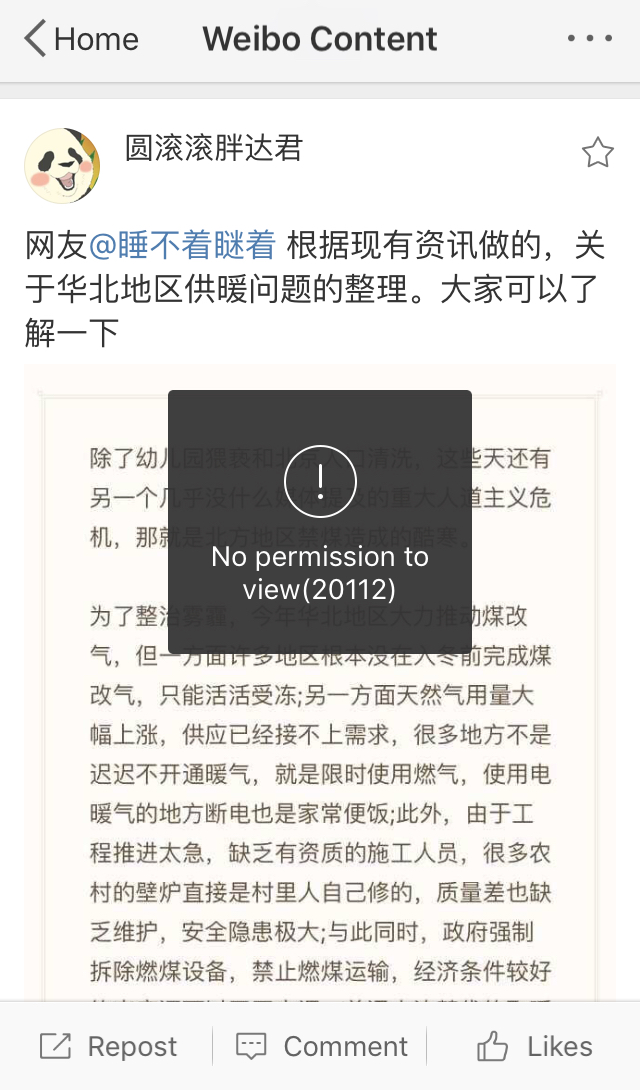 Home
Weibo Content
圆滚滚胖达君
网友@睡不着瞇着 根据现有资讯做的，关
于华北地区供暖问题的整理。大家可以了
解一下
除了幼儿园猥亵和北京人口清洗，这些天还有
另一个几乎没什么媒体提及的重大人道主义危
机，那就是北方地区禁煤造成的酷寒。
No permission to
view(20112)
为了整治雾霾，今年华北地区大力推动煤改
气，但一方面许多地区根本没在入冬前完成煤
改气，只能活活受冻;另一方面天然气用量大
幅上涨，供应已经接不上需求，很多地方不是
迟迟不开通暖气，就是限时使用燃气，使用电
暖气的地方断电也是家常便饭;此外，由于工
程推进太急，缺乏有资质的施工人员，很多农
村的壁炉直接是村里人自己修的，质量差也缺
乏维护，安全隐患极大;与此同时，政府强制
拆除燃煤设备，禁止燃煤运输，经济条件较好
Repost
Comment
Likes